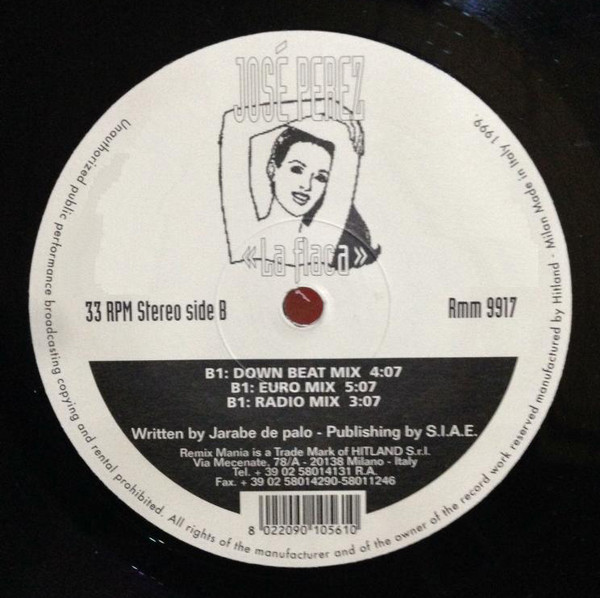 JOSÉ PEREZ
«La flaca»
33 RPM Stereo side B
Rmm 9917
B1: DOWN BEAT MIX 4:07
B1: EURO MIX 5:07
B1: RADIO MIX 3:07
Written by Jarabe de palo - Publishing by S.I.A.E.
Remix Mania is a Trade Mark of HITLAND S.r.l.
Via Mecenate, 78/A - 20138 Milano - Italy
Tel. + 39 02 58014131 R.A.
Fax. + 39 02 58014290-58011246
8 022090 105610
Unauthorized public performance broadcasting copying and rental prohibited. All rights of the manufacturer and of the owner of the record work reserved manufactured by Hitland - Milan Made in Italy 1999.